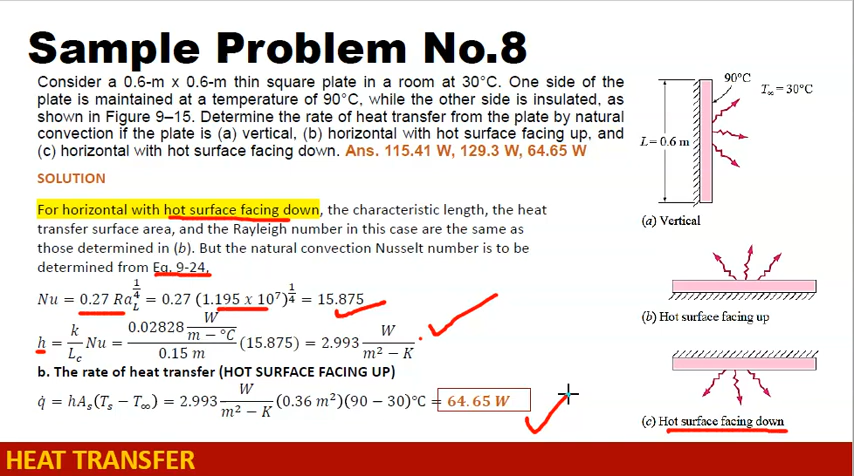 Sample Problem No.8
Consider a 0.6-m x 0.6-m thin square plate in a room at 30°C. One side of the
plate is maintained at a temperature of 90°C, while the other side is insulated, as
shown in Figure 9–15. Determine the rate of heat transfer from the plate by natural
convection if the plate is (a) vertical, (b) horizontal with hot surface facing up, and
(c) horizontal with hot surface facing down. Ans. 115.41 W, 129.3 W, 64.65 W
SOLUTION
For horizontal with hot surface facing down, the characteristic length, the heat
transfer surface area, and the Rayleigh number in this case are the same as
those determined in (b). But the natural convection Nusselt number is to be
determined from Eq. 9-24,
Nu = 0.27 Ra_L^{1/4} = 0.27 (1.195 x 10⁷)^{1/4} = 15.875
h = k/L_c Nu = 0.02828 W/(m – °C) / 0.15 m (15.875) = 2.993 W/(m² – K)
b. The rate of heat transfer (HOT SURFACE FACING UP)
q̇ = hA_s(T_s – T_∞) = 2.993 W/(m² – K) (0.36 m²)(90 – 30)°C = 64.65 W
90°C
T_∞ = 30°C
L = 0.6 m
(a) Vertical
(b) Hot surface facing up
(c) Hot surface facing down
HEAT TRANSFER